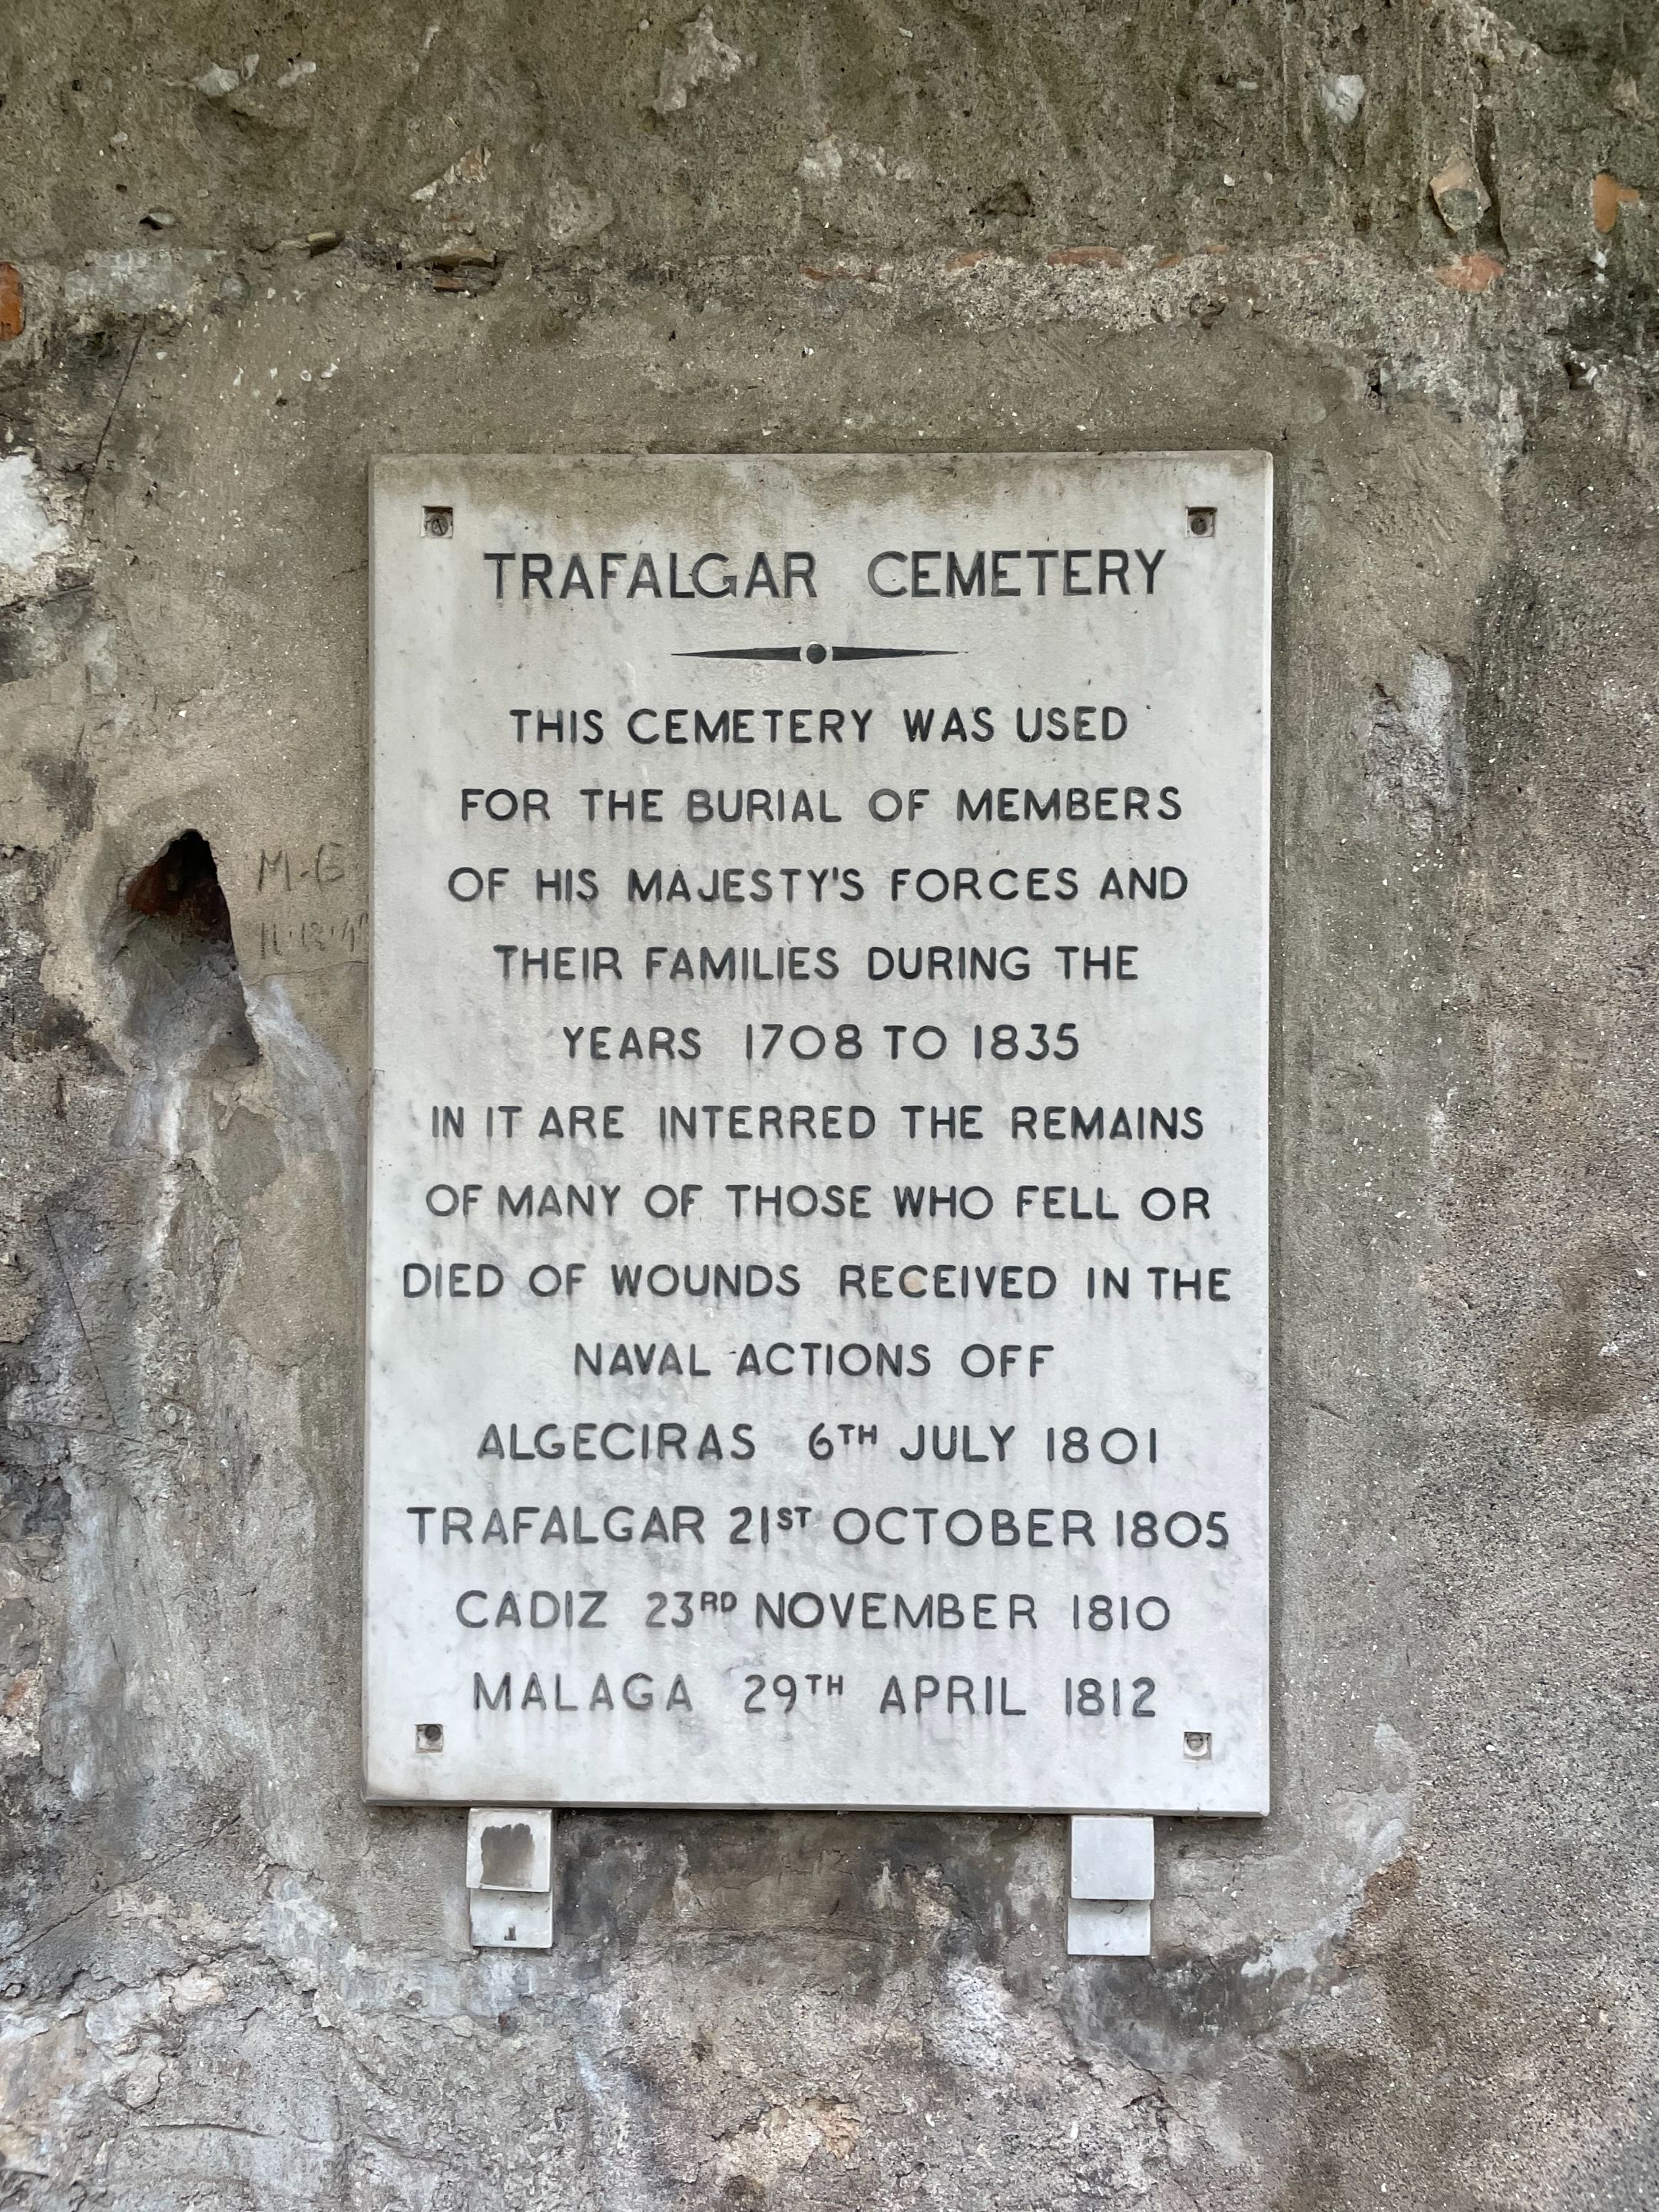 TRAFALGAR CEMETERY
THIS CEMETERY WAS USED
FOR THE BURIAL OF MEMBERS
OF HIS MAJESTY'S FORCES AND
THEIR FAMILIES DURING THE
YEARS 1708 TO 1835
IN IT ARE INTERRED THE REMAINS
OF MANY OF THOSE WHO FELL OR
DIED OF WOUNDS RECEIVED IN THE
NAVAL ACTIONS OFF
ALGECIRAS 6TH JULY 1801
TRAFALGAR 21ST OCTOBER 1805
CADIZ 23RD NOVEMBER 1810
MALAGA 29TH APRIL 1812